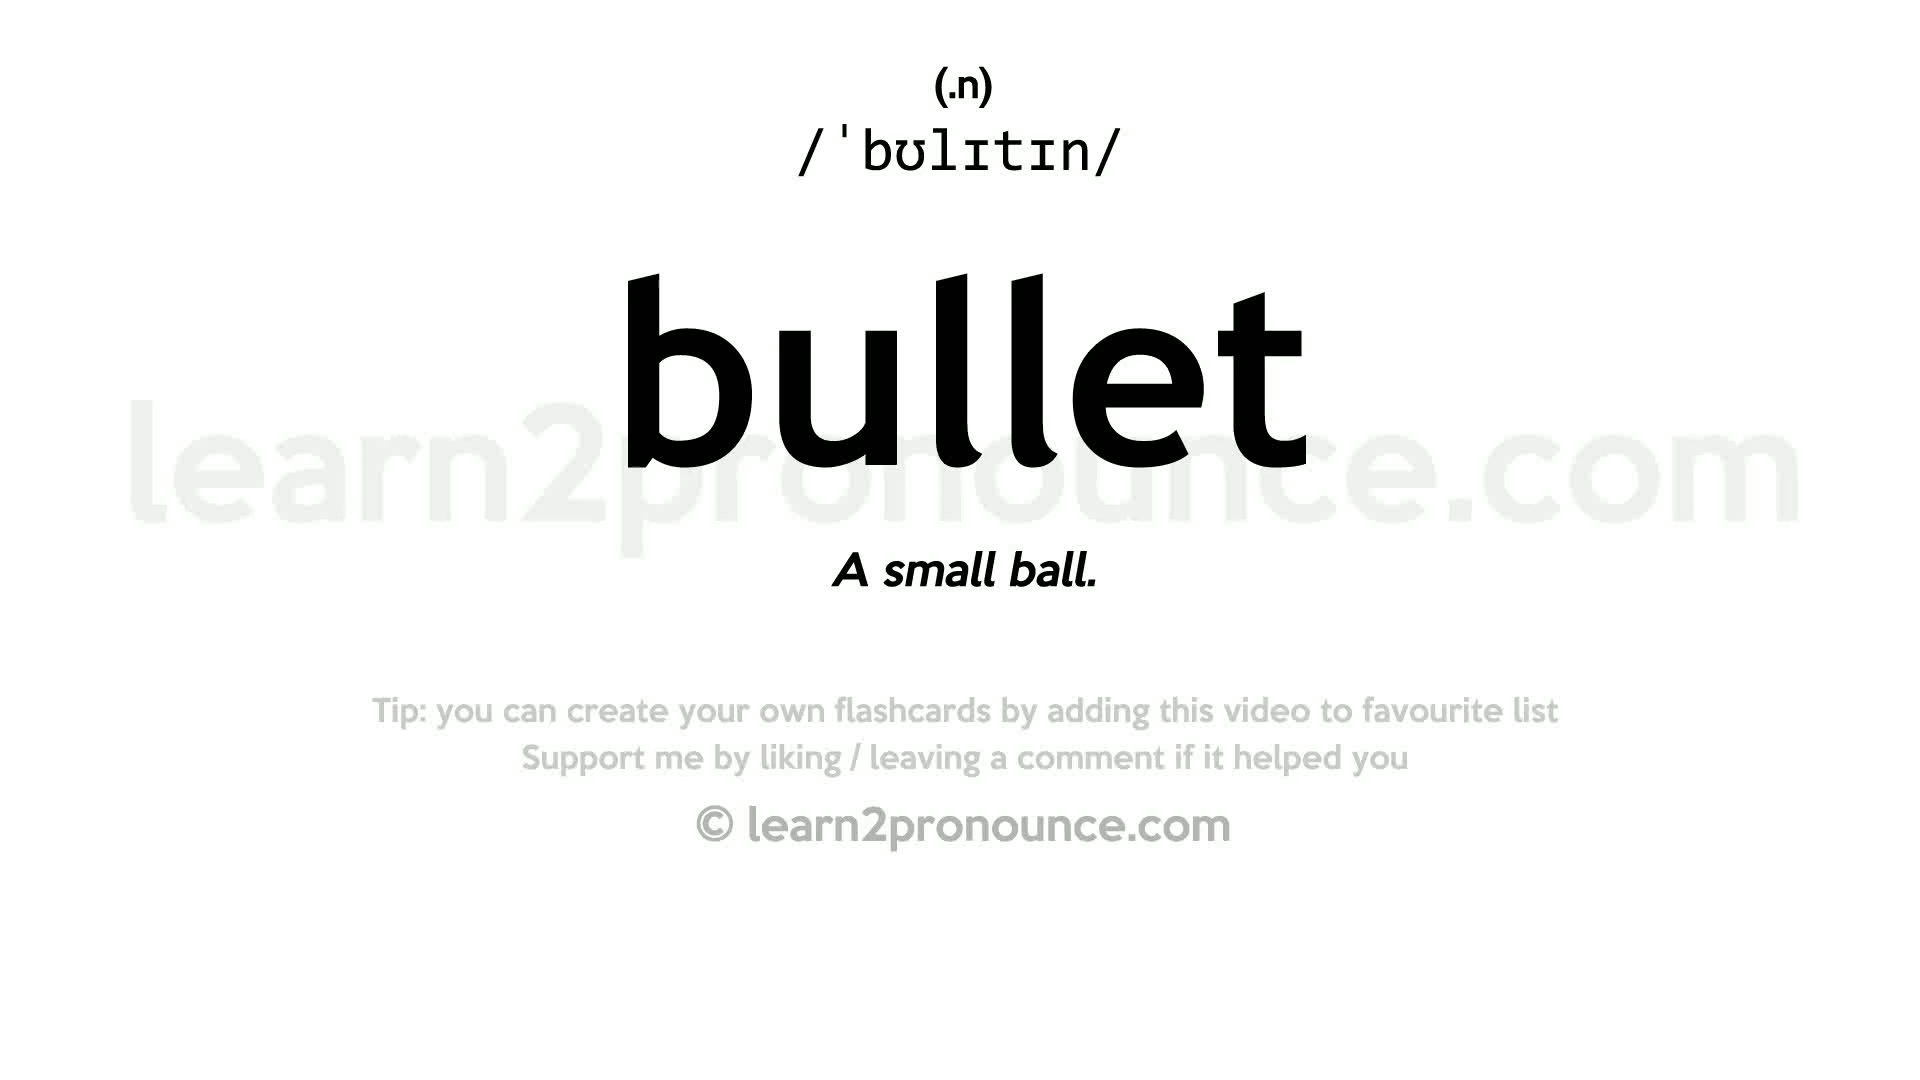 (.n)
/ˈbʊlɪtɪn/
bullet
learn2pronounce.com
A small ball.
Tip: you can create your own flashcards by adding this video to favourite list
Support me by liking / leaving a comment if it helped you
© learn2pronounce.com